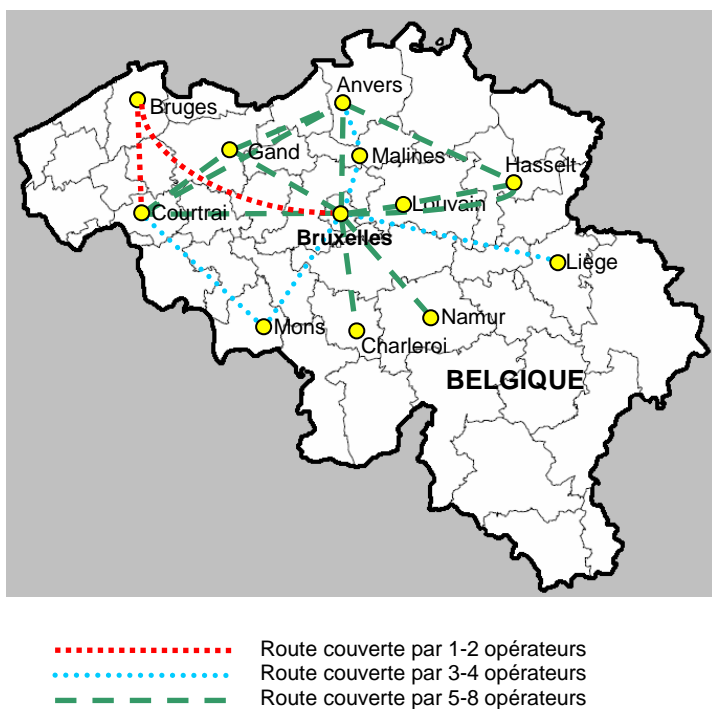 Anvers
Bruges
Gand
Malines
Hasselt
Louvain
Courtrai
Bruxelles
Liège
Namur
Mons
Charleroi
BELGIQUE
Route couverte par 1-2 opérateurs
Route couverte par 3-4 opérateurs
Route couverte par 5-8 opérateurs